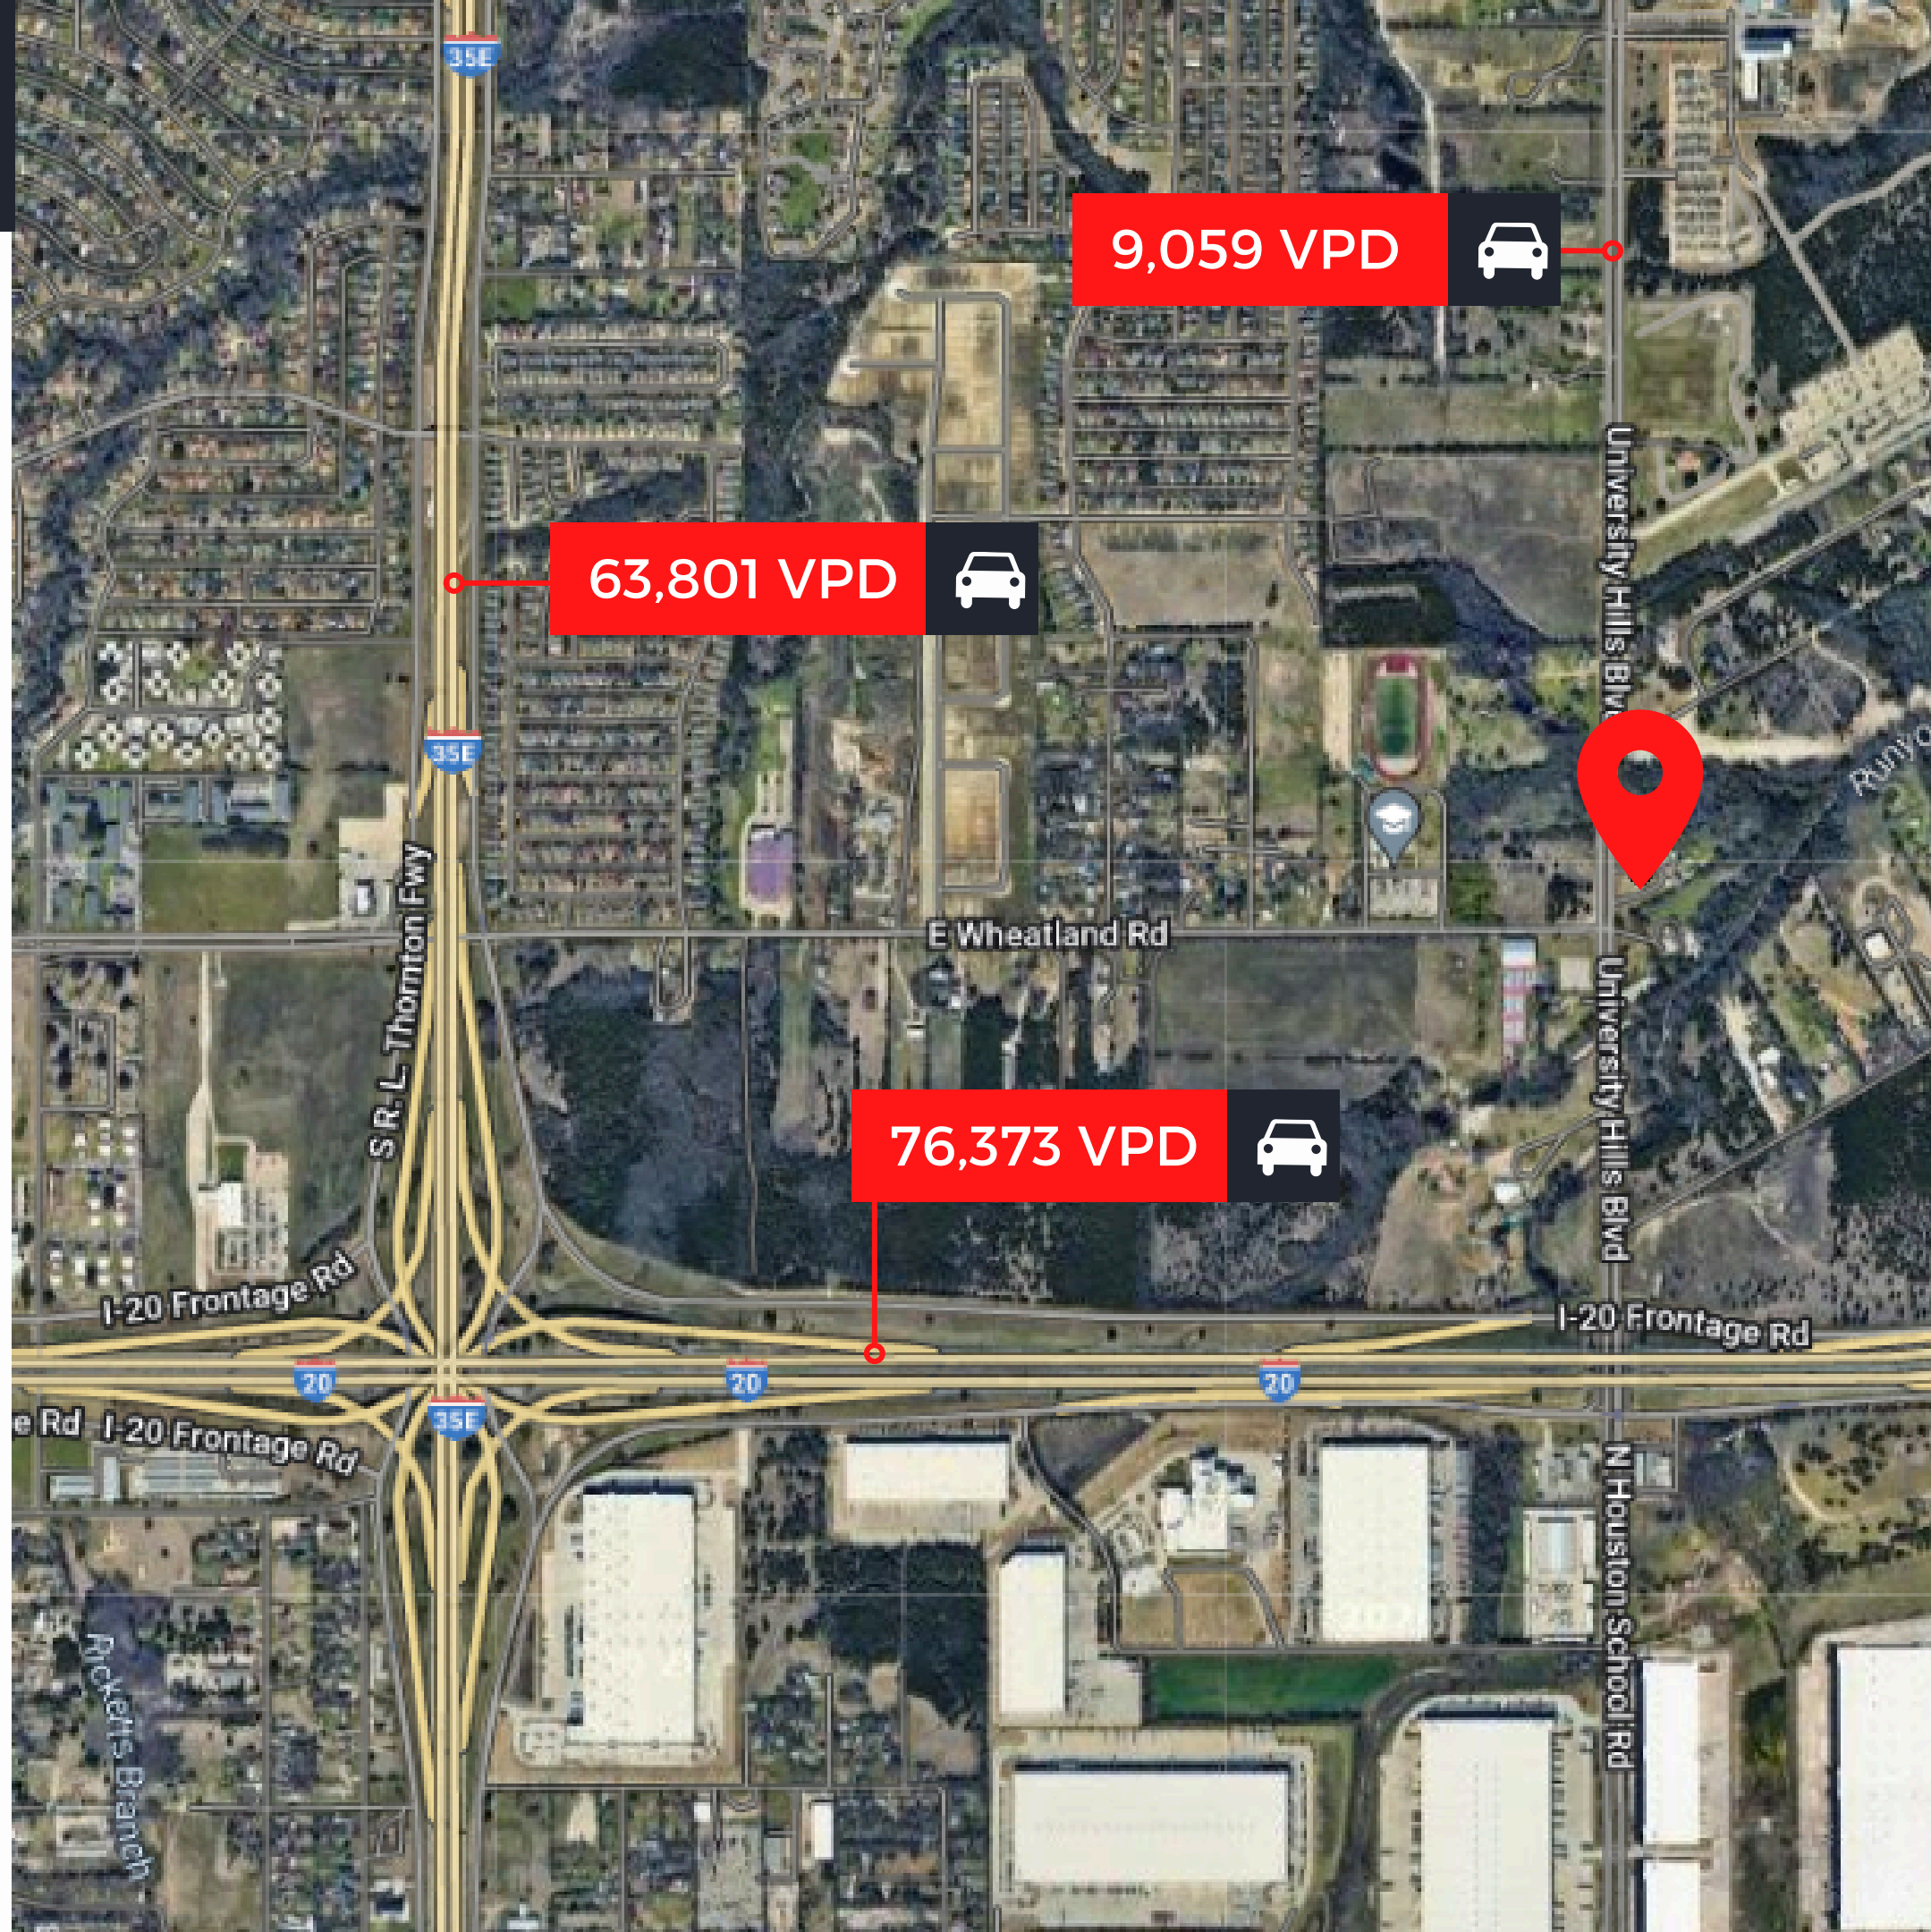 35E
9,059 VPD
University Hills Blvd
63,801 VPD
35E
S R. L. Thornton Fwy
E Wheatland Rd
University Hills Blvd
76,373 VPD
I-20 Frontage Rd
I-20 Frontage Rd
20
20
20
35E
e Rd
I-20 Frontage Rd
N Houston School Rd
Ricketts Branch